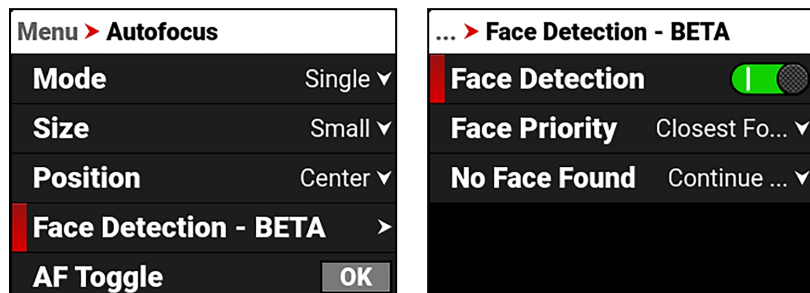 Menu > Autofocus
Mode Single
Size Small
Position Center
Face Detection - BETA >
AF Toggle OK
... > Face Detection - BETA
Face Detection
Face Priority Closest Fo...
No Face Found Continue ...